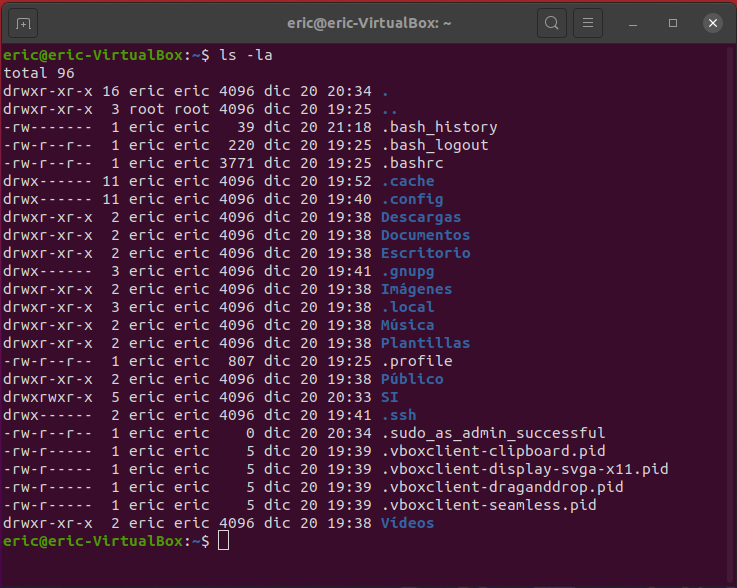 eric@eric-VirtualBox: ~
eric@eric-VirtualBox:~$ ls -la
total 96
drwxr-xr-x 16 eric eric 4096 dic 20 20:34 .
drwxr-xr-x  3 root root 4096 dic 20 19:25 ..
-rw-------  1 eric eric   39 dic 20 21:18 .bash_history
-rw-r--r--  1 eric eric  220 dic 20 19:25 .bash_logout
-rw-r--r--  1 eric eric 3771 dic 20 19:25 .bashrc
drwx------ 11 eric eric 4096 dic 20 19:52 .cache
drwx------ 11 eric eric 4096 dic 20 19:40 .config
drwxr-xr-x  2 eric eric 4096 dic 20 19:38 Descargas
drwxr-xr-x  2 eric eric 4096 dic 20 19:38 Documentos
drwxr-xr-x  2 eric eric 4096 dic 20 19:38 Escritorio
drwx------  3 eric eric 4096 dic 20 19:41 .gnupg
drwxr-xr-x  2 eric eric 4096 dic 20 19:38 Imágenes
drwxr-xr-x  3 eric eric 4096 dic 20 19:38 .local
drwxr-xr-x  2 eric eric 4096 dic 20 19:38 Música
drwxr-xr-x  2 eric eric 4096 dic 20 19:38 Plantillas
-rw-r--r--  1 eric eric  807 dic 20 19:25 .profile
drwxr-xr-x  2 eric eric 4096 dic 20 19:38 Público
drwxrwxr-x  5 eric eric 4096 dic 20 20:33 SI
drwx------  2 eric eric 4096 dic 20 19:41 .ssh
-rw-r--r--  1 eric eric    0 dic 20 20:34 .sudo_as_admin_successful
-rw-r-----  1 eric eric    5 dic 20 19:39 .vboxclient-clipboard.pid
-rw-r-----  1 eric eric    5 dic 20 19:39 .vboxclient-display-svga-x11.pid
-rw-r-----  1 eric eric    5 dic 20 19:39 .vboxclient-draganddrop.pid
-rw-r-----  1 eric eric    5 dic 20 19:39 .vboxclient-seamless.pid
drwxr-xr-x  2 eric eric 4096 dic 20 19:38 Vídeos
eric@eric-VirtualBox:~$